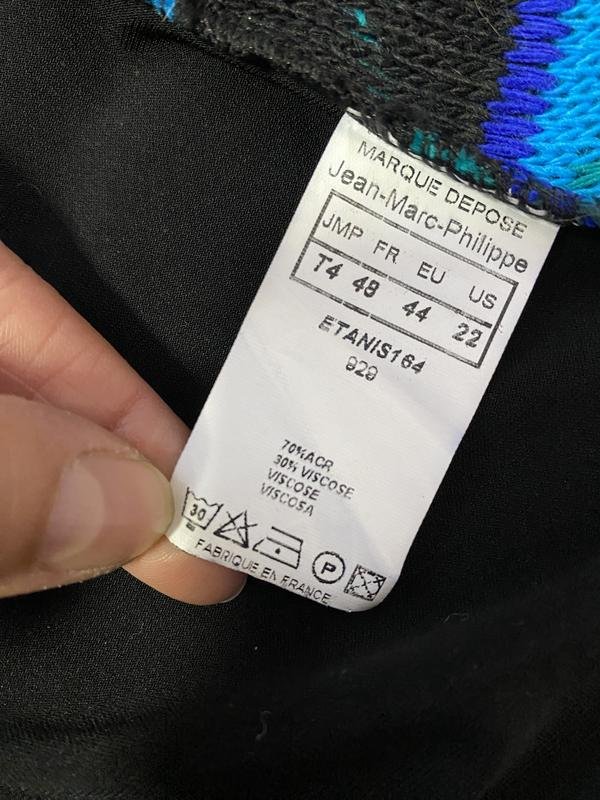 MARQUE DEPOSE
Jean-Marc-Philippe
JMP FR EU US
T4 48 44 22
ETANIS164
929
70%ACR
30% VISCOSE
VISCOSE
VISCOSA
30
P
FABRIQUE EN FRANCE